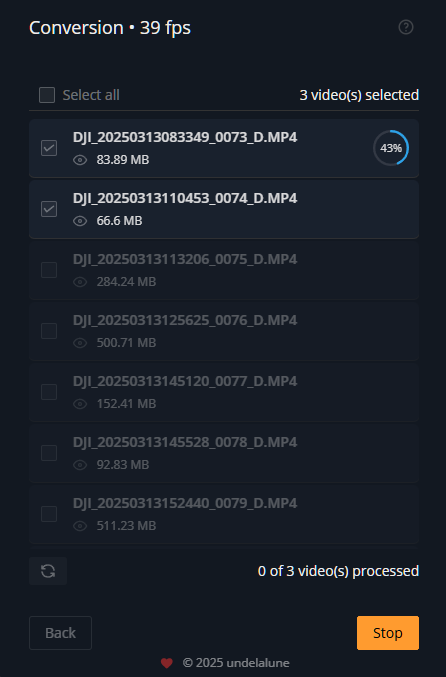 Conversion • 39 fps
Select all
3 video(s) selected
DJI_20250313083349_0073_D.MP4
83.89 MB
43%
DJI_20250313110453_0074_D.MP4
66.6 MB
DJI_20250313113206_0075_D.MP4
284.24 MB
DJI_20250313125625_0076_D.MP4
500.71 MB
DJI_20250313145120_0077_D.MP4
152.41 MB
DJI_20250313145528_0078_D.MP4
92.83 MB
DJI_20250313152440_0079_D.MP4
511.23 MB
0 of 3 video(s) processed
Back
Stop
© 2025 undelalune